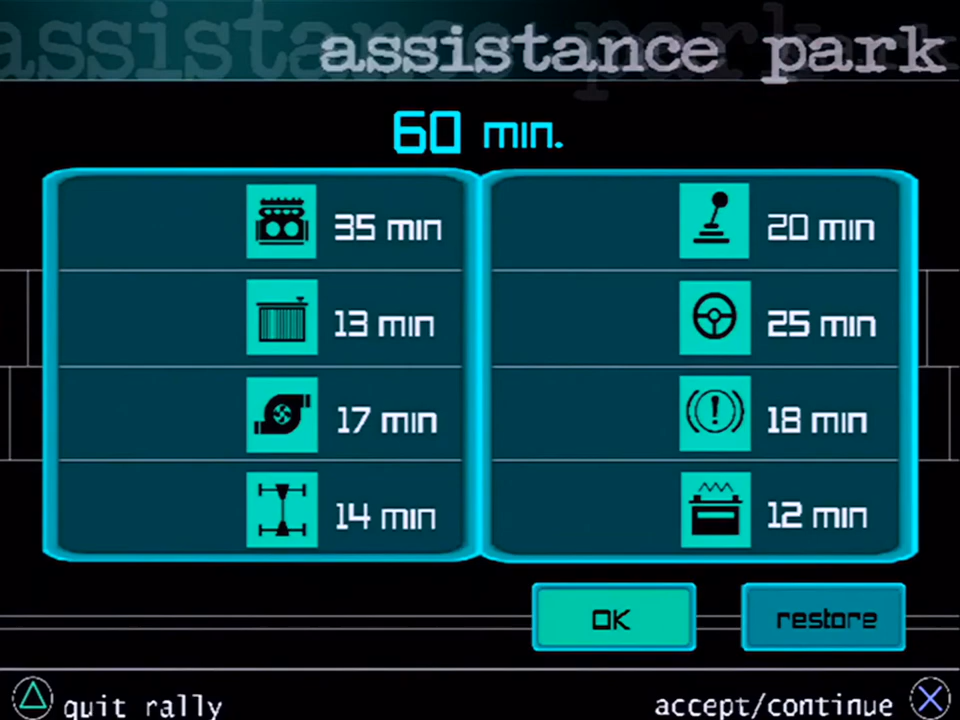 assistance park
60 min.
35 min
20 min
13 min
25 min
17 min
18 min
14 min
12 min
OK
restore
quit rally
accept/continue